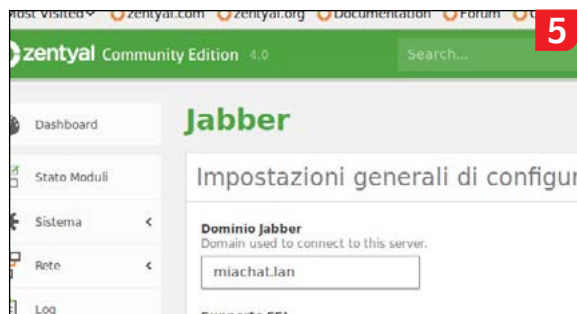 Most Visited zentyal.com zentyal.org Documentation Forum
5
zentyal Community Edition 4.0
Search...
Dashboard
Jabber
Stato Moduli
Impostazioni generali di configur
Sistema
Dominio Jabber
Domain used to connect to this server.
miachat.lan
Rete
Log